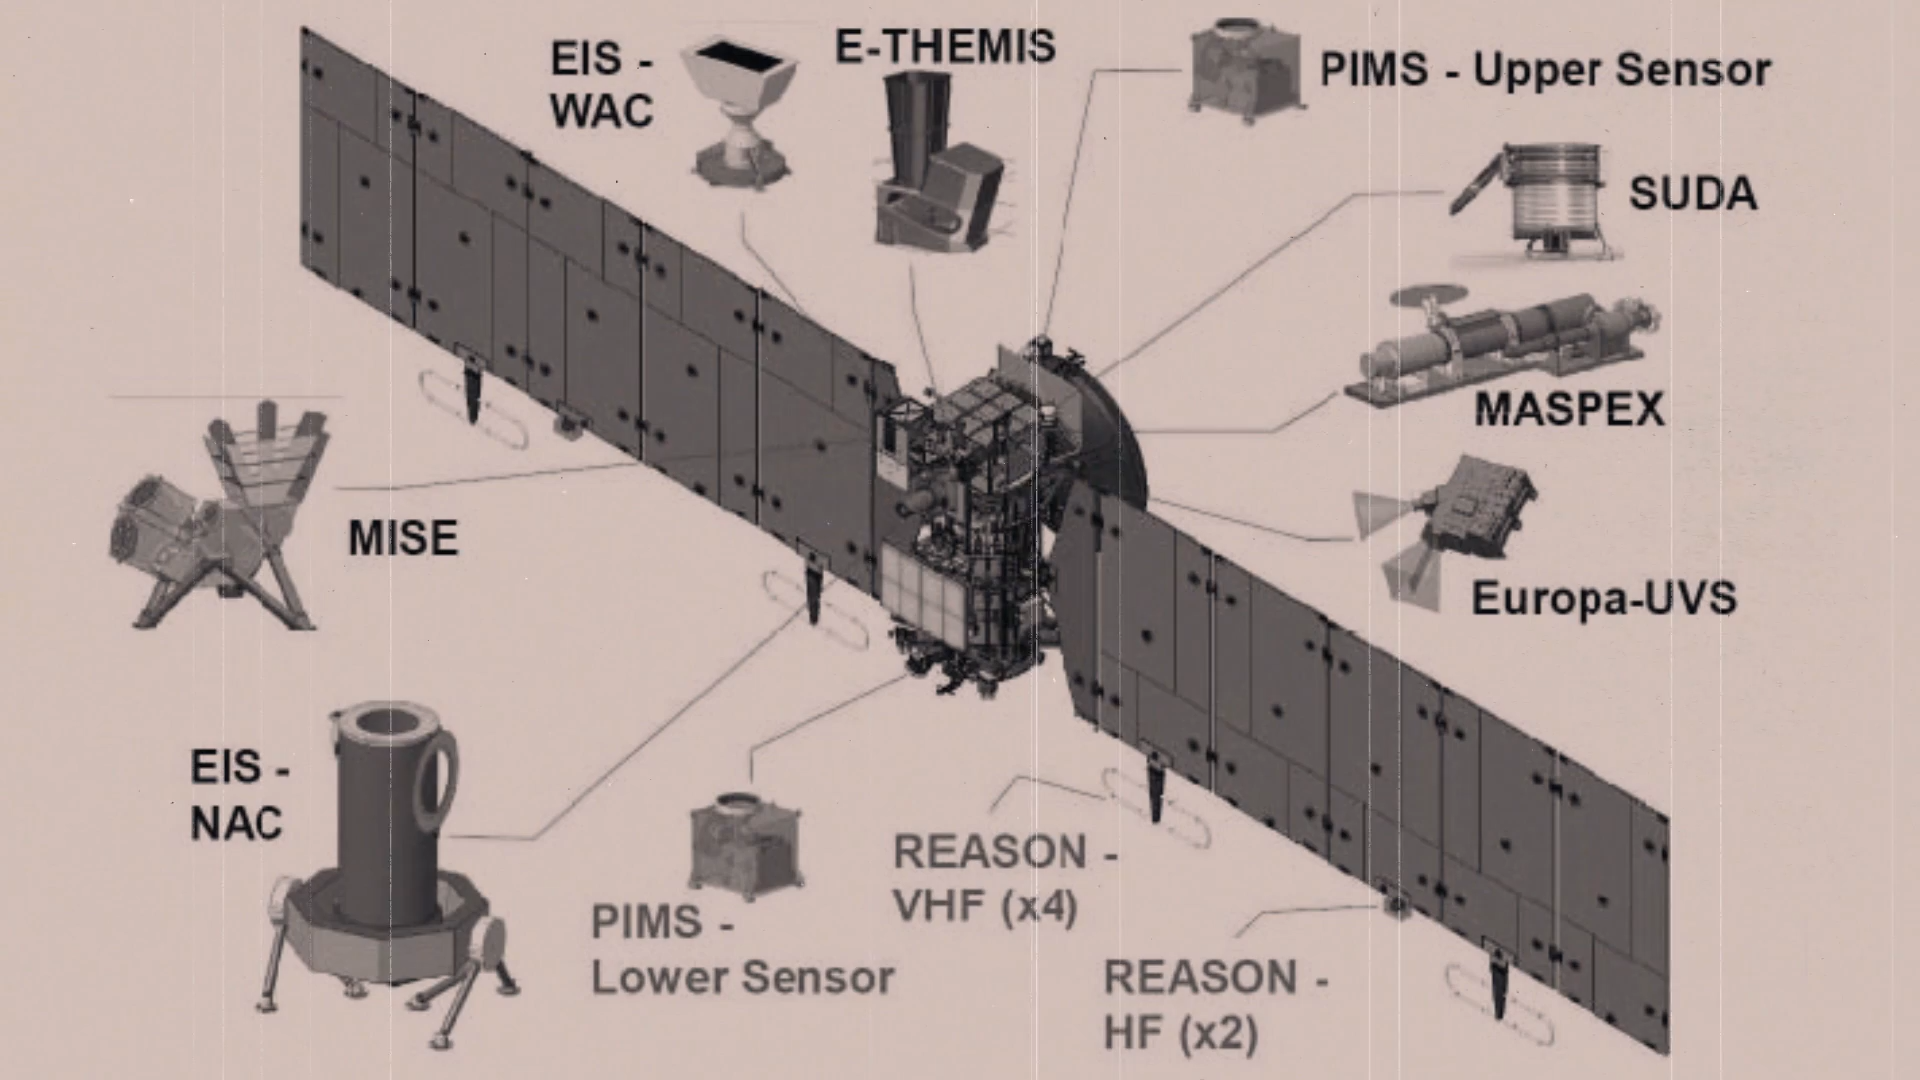 EIS -
WAC
E-THEMIS
PIMS - Upper Sensor
SUDA
MASPEX
Europa-UVS
MISE
EIS -
NAC
PIMS -
Lower Sensor
REASON -
VHF (x4)
REASON -
HF (x2)